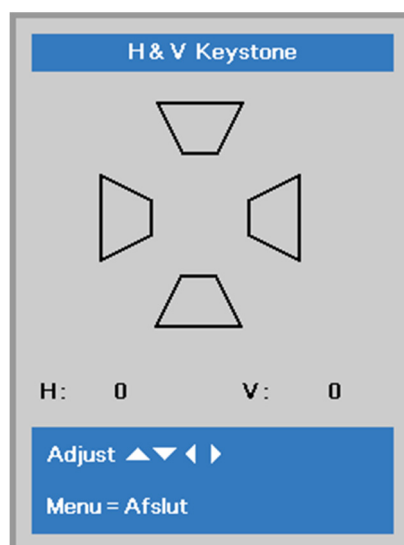 H & V Keystone
H: 0 V: 0
Adjust ▲▼◀▶
Menu = Afslut